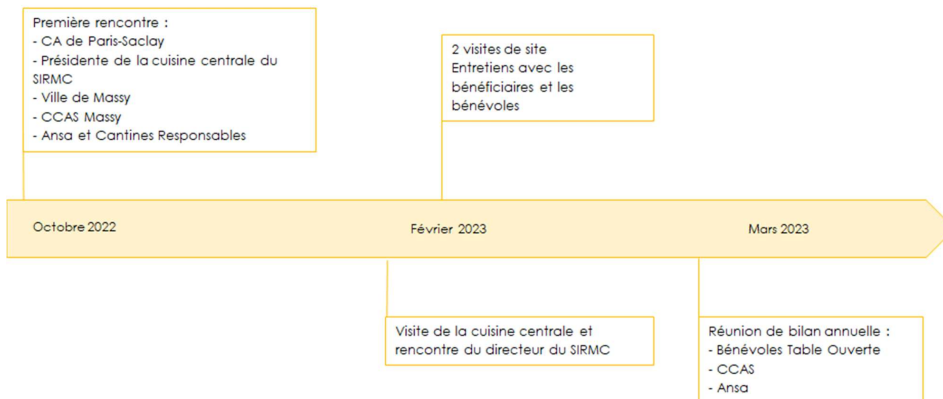 Première rencontre :
- CA de Paris-Saclay
- Présidente de la cuisine centrale du
SIRMC
- Ville de Massy
- CCAS Massy
- Ansa et Cantines Responsables
2 visites de site
Entretiens avec les
bénéficiaires et les
bénévoles
Octobre 2022
Février 2023
Mars 2023
Visite de la cuisine centrale et
rencontre du directeur du SIRMC
Réunion de bilan annuelle :
- Bénévoles Table Ouverte
- CCAS
- Ansa